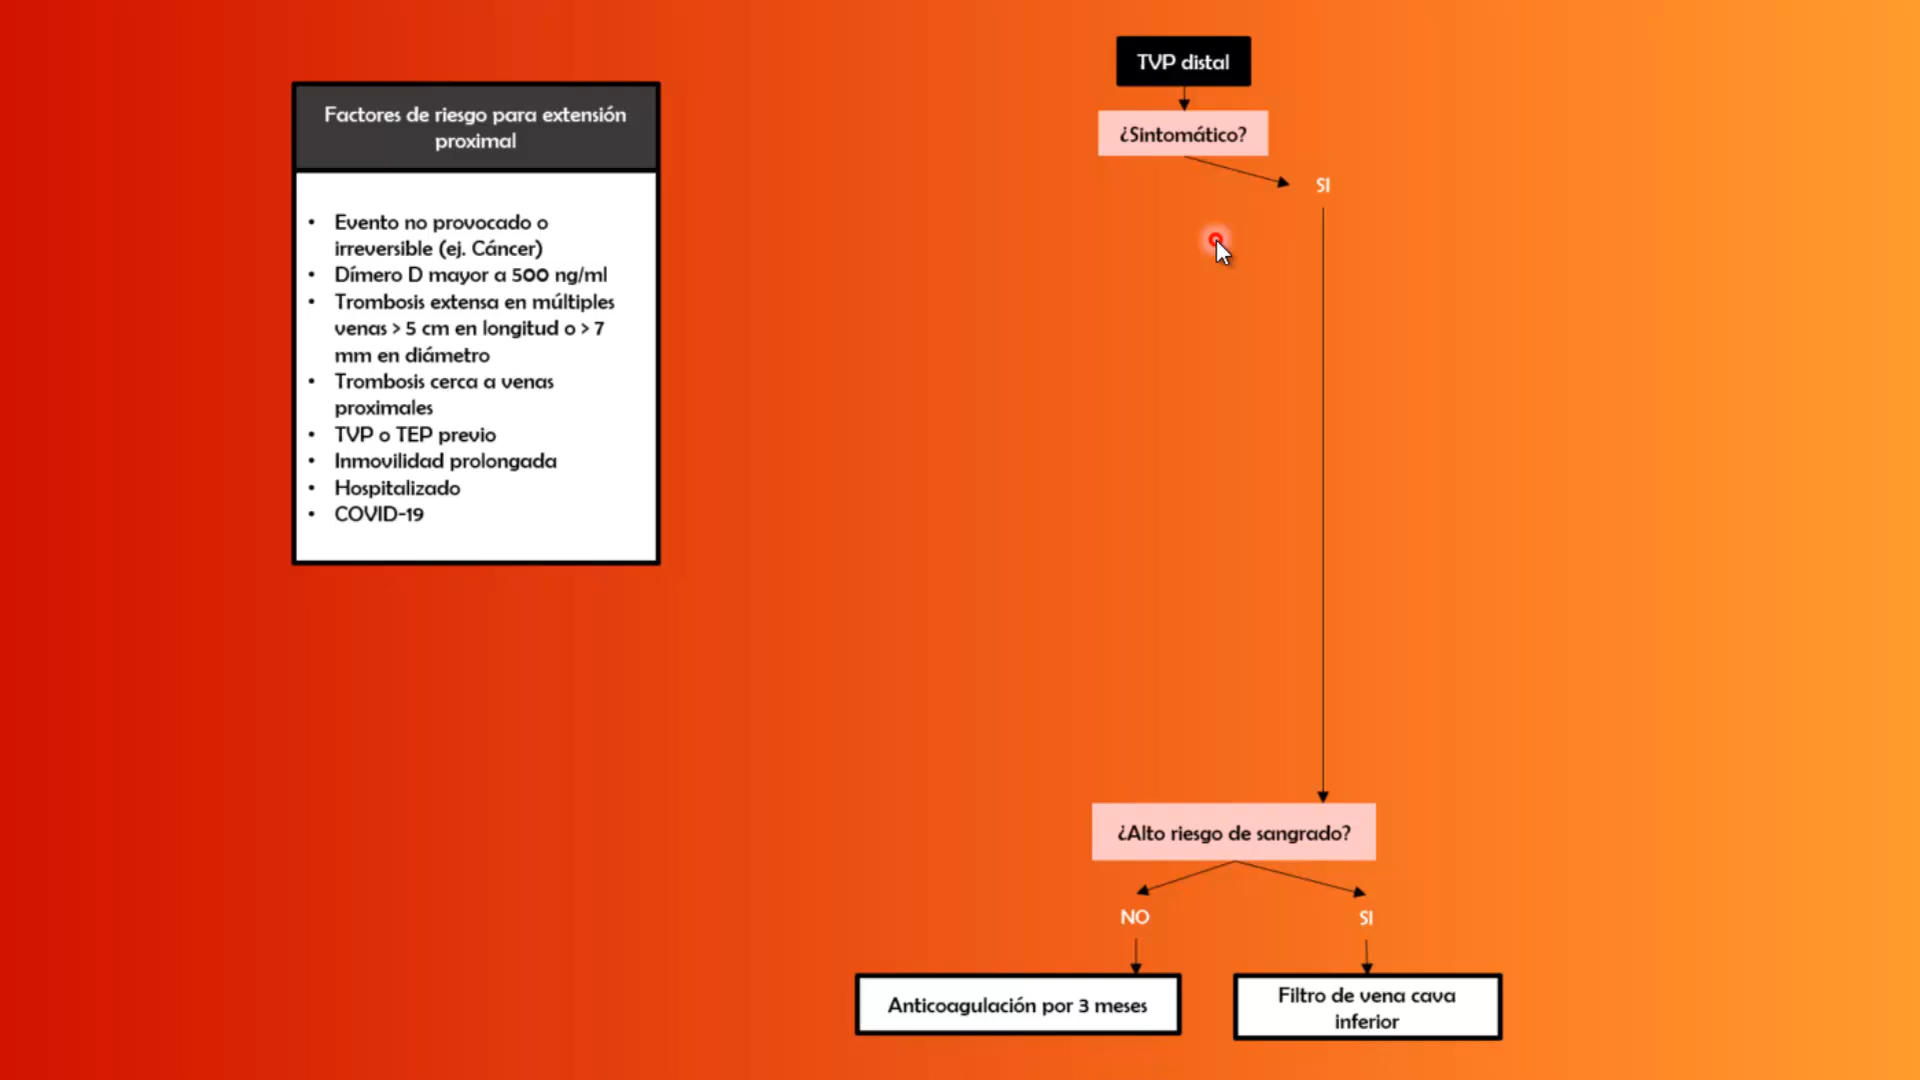 Factores de riesgo para extensión
proximal
• Evento no provocado o
irreversible (ej. Cáncer)
• Dímero D mayor a 500 ng/ml
• Trombosis extensa en múltiples
venas > 5 cm en longitud o > 7
mm en diámetro
• Trombosis cerca a venas
proximales
• TVP o TEP previo
• Inmovilidad prolongada
• Hospitalizado
• COVID-19
TVP distal
¿Sintomático?
SI
¿Alto riesgo de sangrado?
NO
SI
Anticoagulación por 3 meses
Filtro de vena cava
inferior